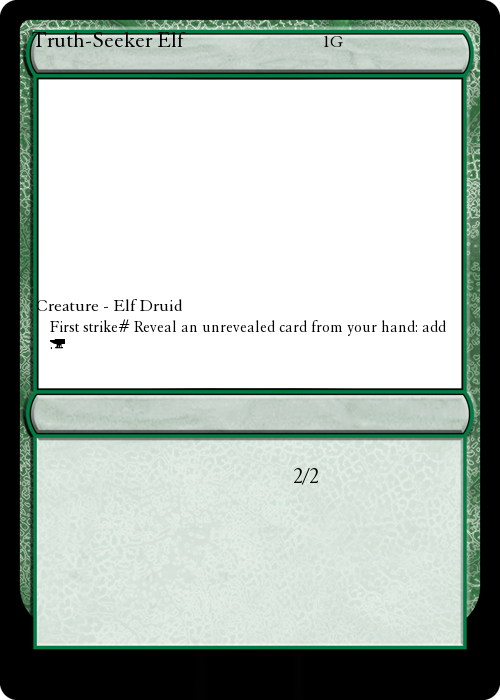 Truth-Seeker Elf 1G
Creature - Elf Druid
First strike# Reveal an unrevealed card from your hand: add
.
2/2